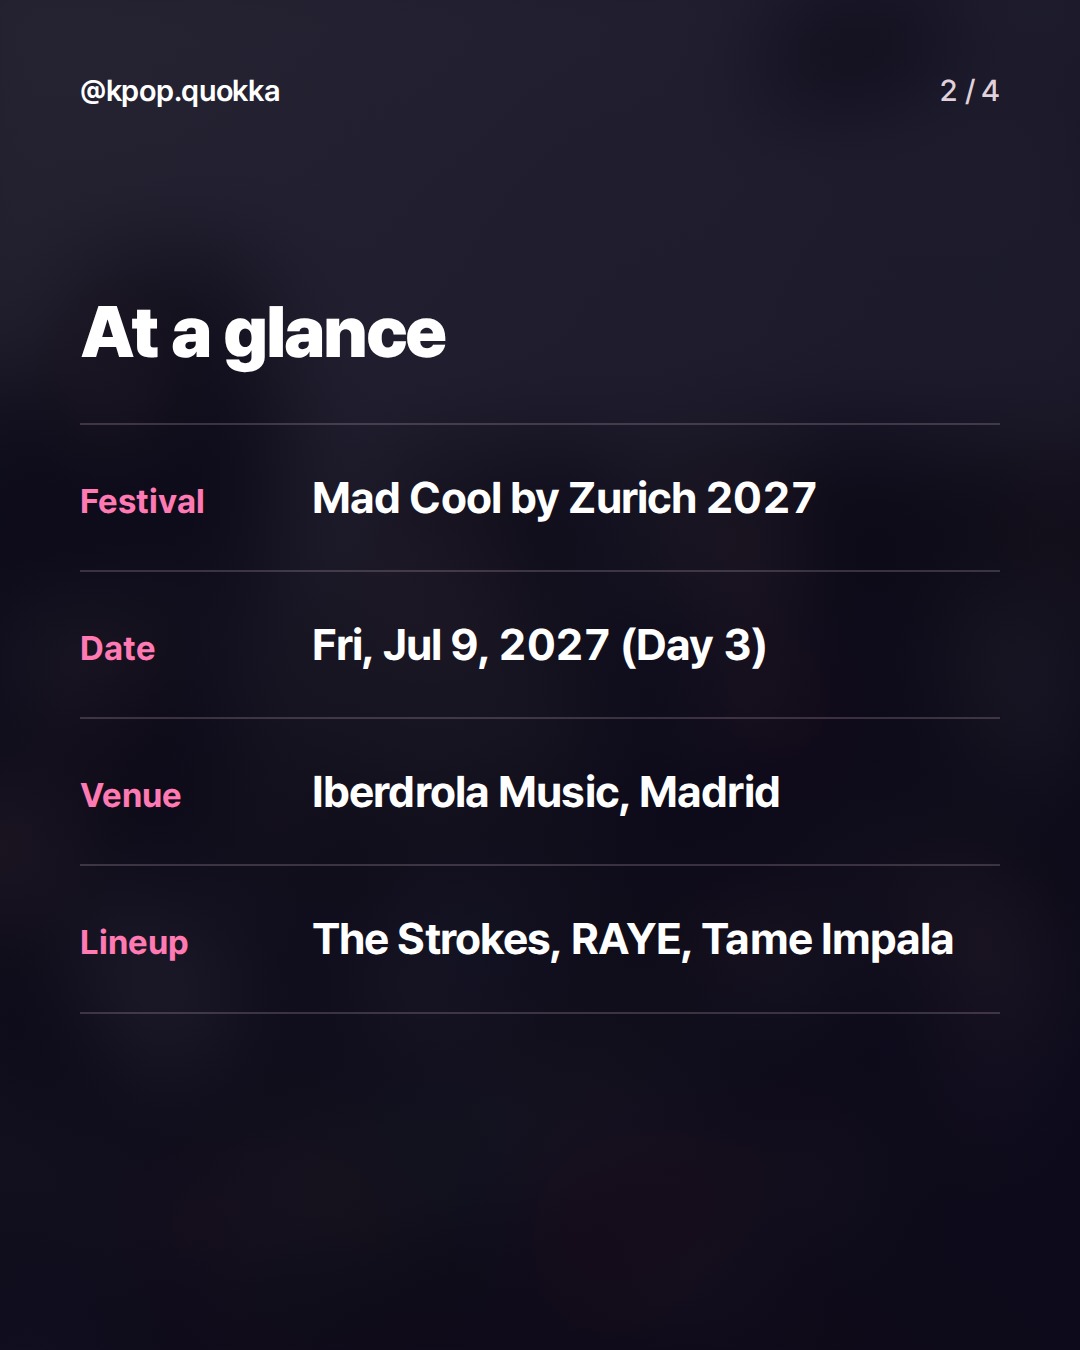 @kpop.quokka
2 / 4
At a glance
Festival
Mad Cool by Zurich 2027
Date
Fri, Jul 9, 2027 (Day 3)
Venue
Iberdrola Music, Madrid
Lineup
The Strokes, RAYE, Tame Impala